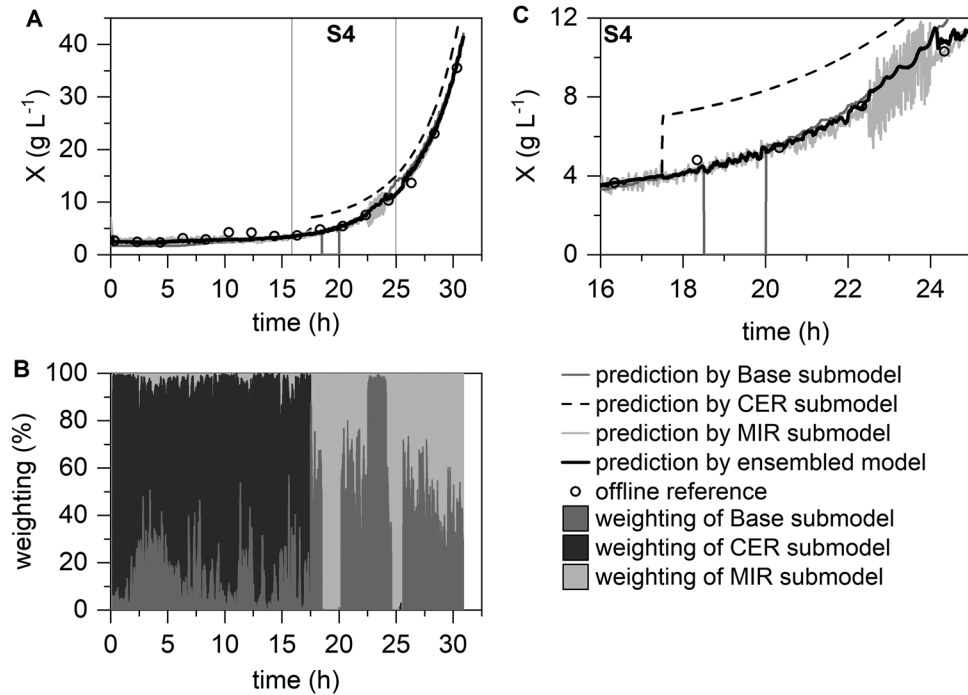 A
S4
X (g L⁻¹)
40
30
20
10
0
0 5 10 15 20 25 30
time (h)
C
S4
X (g L⁻¹)
12
8
4
0
16 18 20 22 24
time (h)
B
weighting (%)
100
80
60
40
20
0
0 5 10 15 20 25 30
time (h)
prediction by Base submodel
prediction by CER submodel
prediction by MIR submodel
prediction by ensembled model
offline reference
weighting of Base submodel
weighting of CER submodel
weighting of MIR submodel